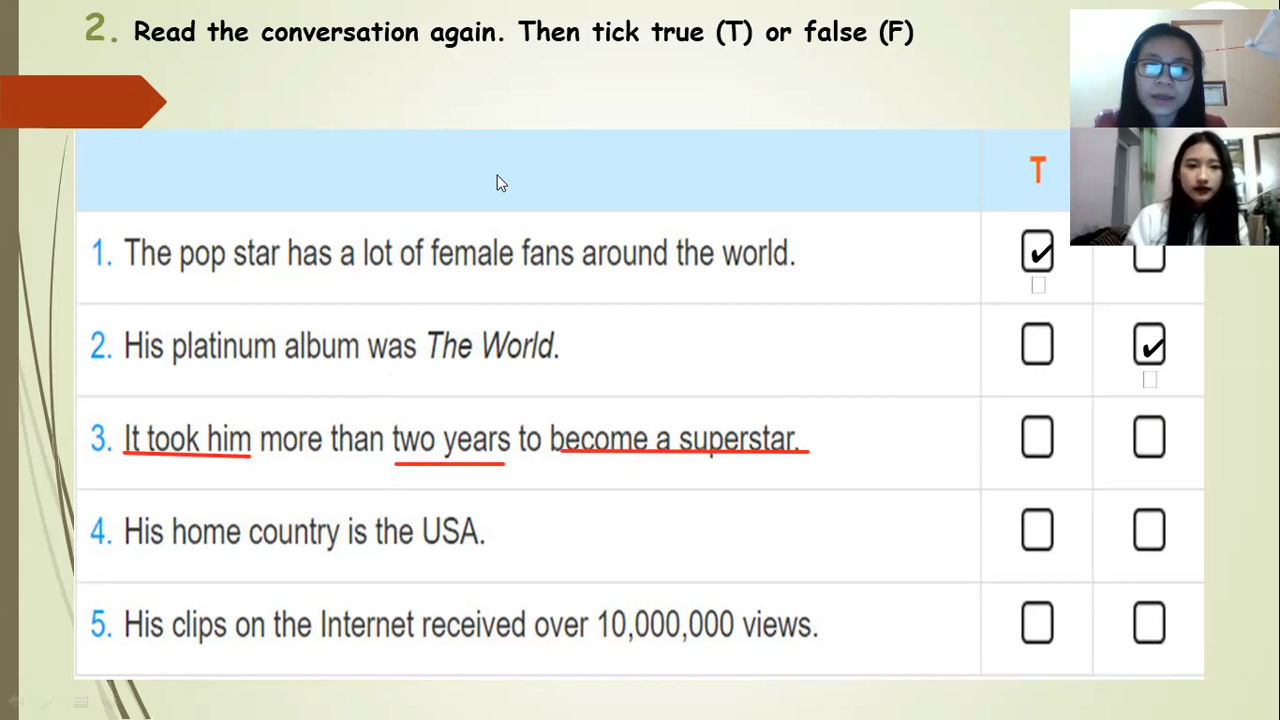 2. Read the conversation again. Then tick true (T) or false (F)
T
1. The pop star has a lot of female fans around the world.
2. His platinum album was The World.
3. It took him more than two years to become a superstar.
4. His home country is the USA.
5. His clips on the Internet received over 10,000,000 views.